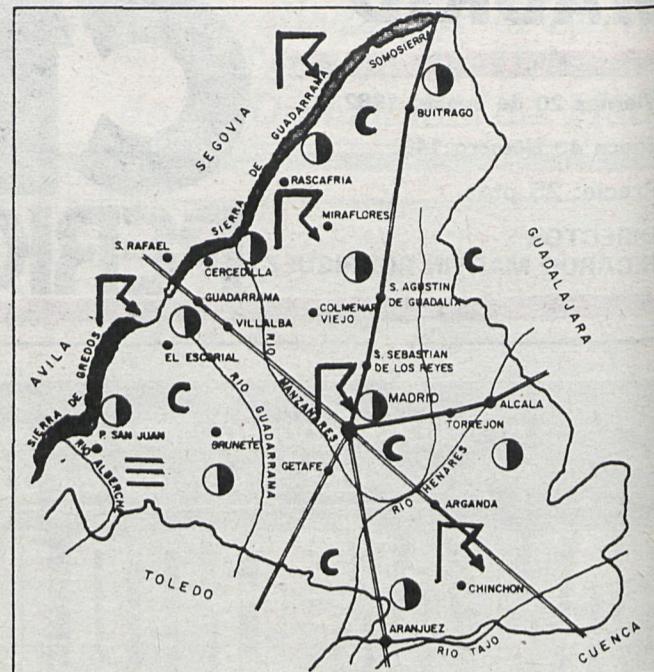 SOMOSIERRA
SIERRA DE GUADARRAMA
SEGOVIA
BUITRAGO
RASCAFRIA
MIRAFLORES
GUADALAJARA
S. RAFAEL
CERCEDILLA
GUADARRAMA
S. AGUSTIN
DE GUADALIX
COLMENAR
VIEJO
VILLALBA
AVILA
SIERRA DE GREDOS
EL ESCORIAL
S. SEBASTIAN
DE LOS REYES
RIO MANZANARES
RIO GUADARRAMA
MADRID
ALCALA
TORREJON
P. SAN JUAN
RIO ALBERCH
BRUNETE
GETAFE
RIO HENARES
ARGANDA
TOLEDO
CHINCHON
ARANJUEZ
RIO TAJO
CUENCA